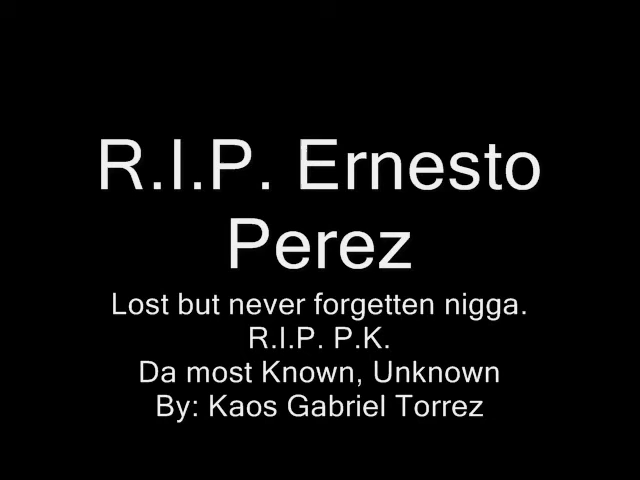 R.I.P. Ernesto
Perez
Lost but never forgetten nigga.
R.I.P. P.K.
Da most Known, Unknown
By: Kaos Gabriel Torrez